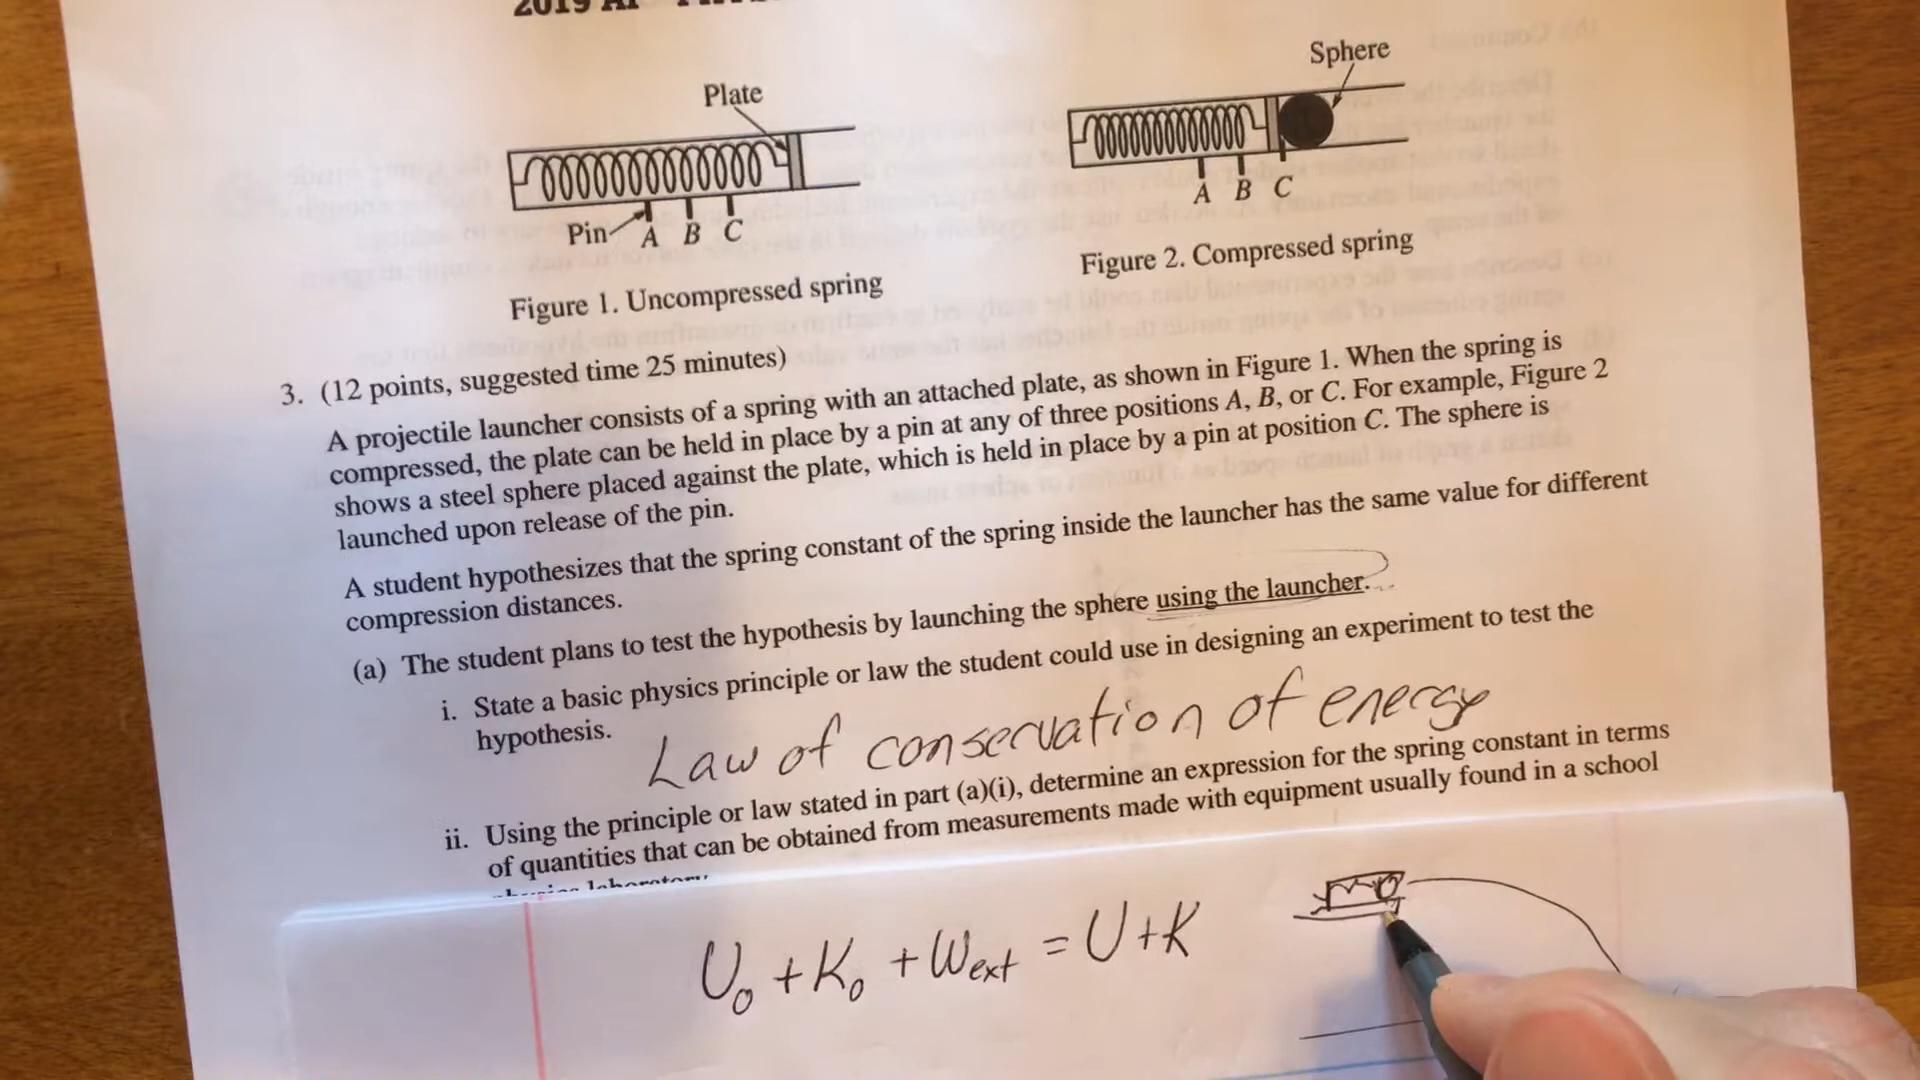 2019
Plate
Sphere
Pin A B C
A B C
Figure 1. Uncompressed spring
Figure 2. Compressed spring
3. (12 points, suggested time 25 minutes)
A projectile launcher consists of a spring with an attached plate, as shown in Figure 1. When the spring is
compressed, the plate can be held in place by a pin at any of three positions A, B, or C. For example, Figure 2
shows a steel sphere placed against the plate, which is held in place by a pin at position C. The sphere is
launched upon release of the pin.
A student hypothesizes that the spring constant of the spring inside the launcher has the same value for different
compression distances.
(a) The student plans to test the hypothesis by launching the sphere using the launcher.
i. State a basic physics principle or law the student could use in designing an experiment to test the
hypothesis.
Law of conservation of energy
ii. Using the principle or law stated in part (a)(i), determine an expression for the spring constant in terms
of quantities that can be obtained from measurements made with equipment usually found in a school
U₀ + K₀ + Wext = U + K